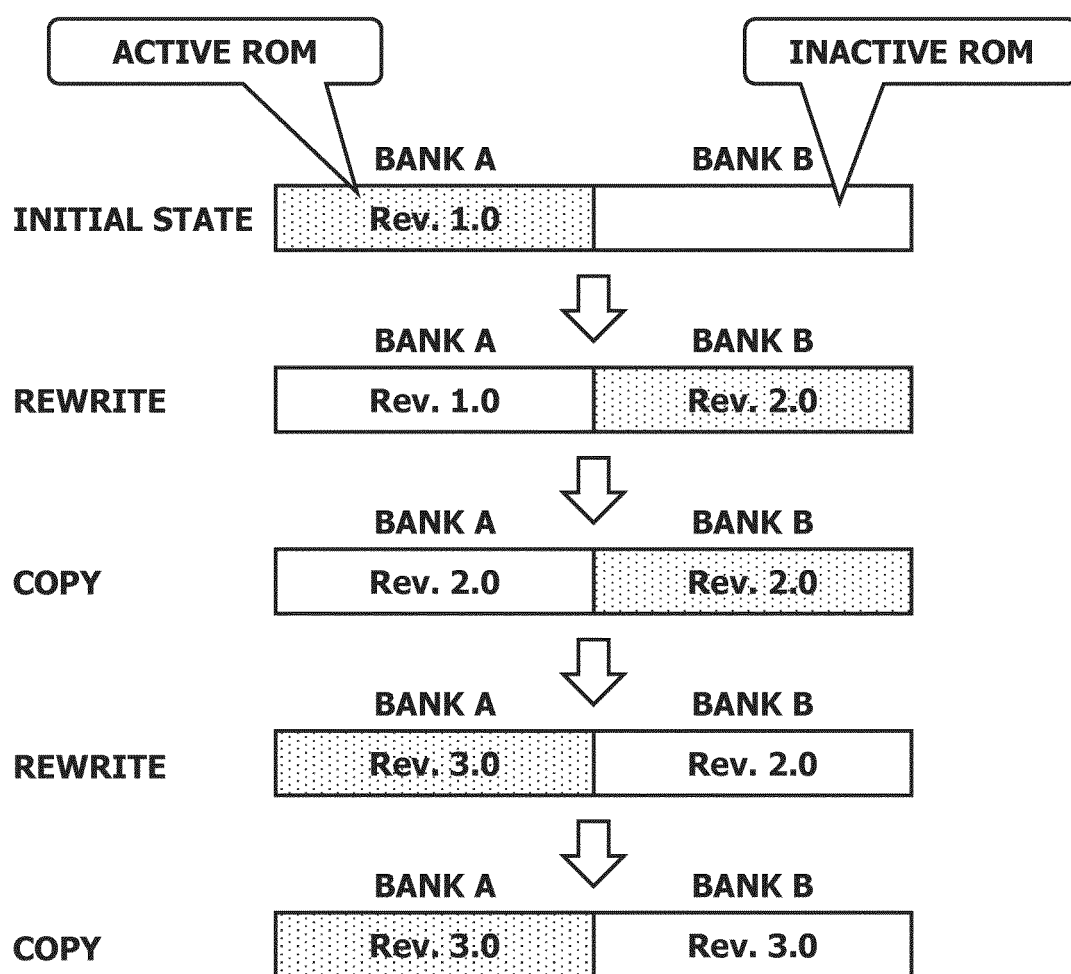 ACTIVE ROM INACTIVE ROM
BANK A BANK B
INITIAL STATE Rev. 1.0
BANK A BANK B
REWRITE Rev. 1.0 Rev. 2.0
BANK A BANK B
COPY Rev. 2.0 Rev. 2.0
BANK A BANK B
REWRITE Rev. 3.0 Rev. 2.0
BANK A BANK B
COPY Rev. 3.0 Rev. 3.0